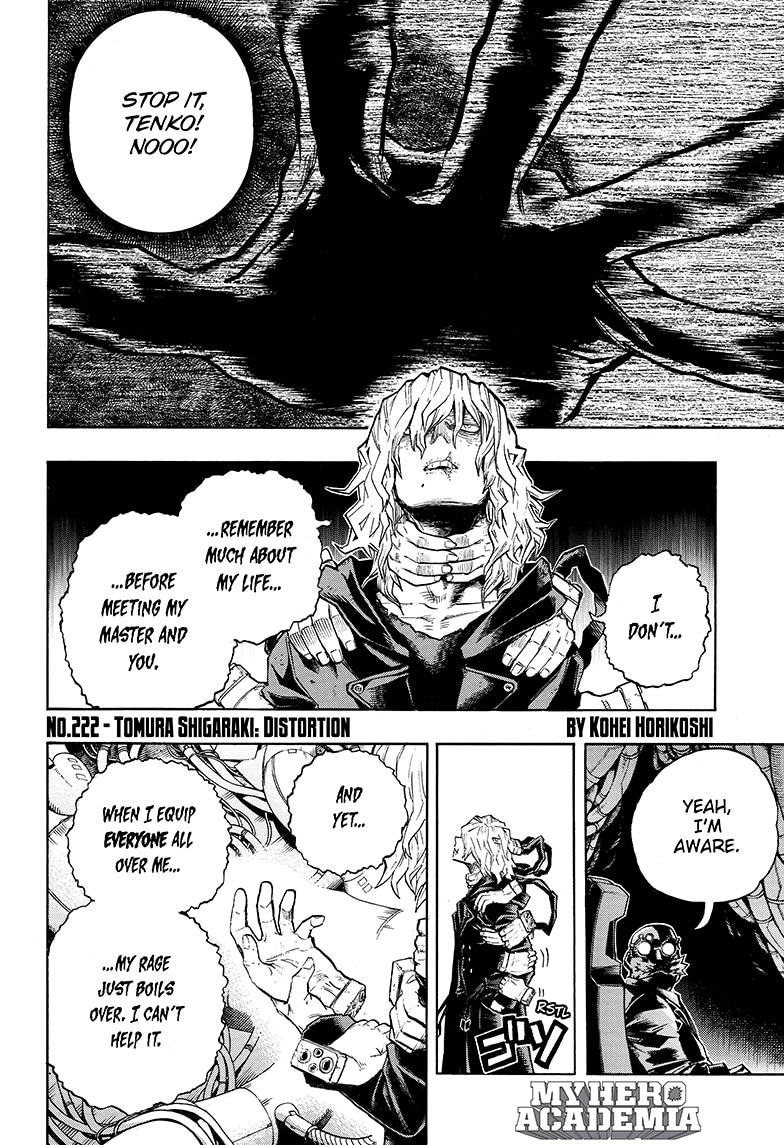 STOP IT,
TENKO!
NOOO!
I
DON'T...
...REMEMBER
MUCH ABOUT
MY LIFE...
...BEFORE
MEETING MY
MASTER AND
YOU.
NO.222 - TOMURA SHIGARAKI: DISTORTION
BY KOHEI HORIKOSHI
YEAH,
I'M
AWARE.
RSTL
ズツ
AND
YET...
WHEN I EQUIP
EVERYONE ALL
OVER ME...
...MY RAGE
JUST BOILS
OVER. I CAN'T
HELP IT.
MY HERO
ACADEMIA